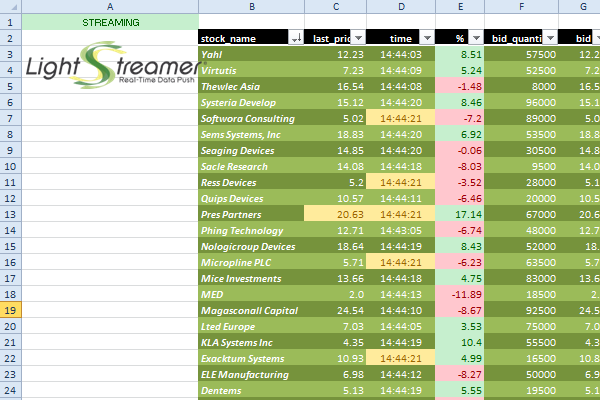 A B C D E F G
1 STREAMING
2 stock_name last_pric time % bid_quanti bid
LightStreamer
Real-Time Data Push
3 Yahl 12.23 14:44:03 8.51 57500 12.2
4 Virtutis 7.23 14:44:09 5.24 52500 7.2
5 Thewlec Asia 16.54 14:44:08 -1.48 8000 16.5
6 Systeria Develop 15.12 14:44:20 8.46 96000 15.1
7 Softwora Consulting 5.02 14:44:21 -7.2 89000 5.0
8 Sems Systems, Inc 18.83 14:44:20 6.92 53500 18.8
9 Seaging Devices 14.85 14:44:20 -0.06 30500 14.8
10 Sacle Research 14.08 14:44:18 -8.03 9500 14.0
11 Ress Devices 5.2 14:44:21 -3.52 28000 5.1
12 Quips Devices 10.57 14:44:11 -6.46 20000 10.5
13 Pres Partners 20.63 14:44:21 17.14 67000 20.6
14 Phing Technology 12.71 14:43:05 -6.74 48000 12.7
15 Nologicroup Devices 18.64 14:44:19 8.43 52000 18.
16 Micropline PLC 5.71 14:44:21 -6.23 63500 5.7
17 Mice Investments 13.66 14:44:18 4.75 83000 13.6
18 MED 2.0 14:44:13 -11.89 18500 2.
19 Magasconall Capital 24.54 14:44:10 -8.67 92500 24.5
20 Lted Europe 7.03 14:44:05 3.53 75000 7.0
21 KLA Systems Inc 4.35 14:44:19 10.4 55500 4.3
22 Exacktum Systems 10.93 14:44:21 4.99 16500 10.8
23 ELE Manufacturing 6.98 14:44:12 -8.27 50000 6.9
24 Dentems 5.13 14:44:19 5.55 19500 5.1